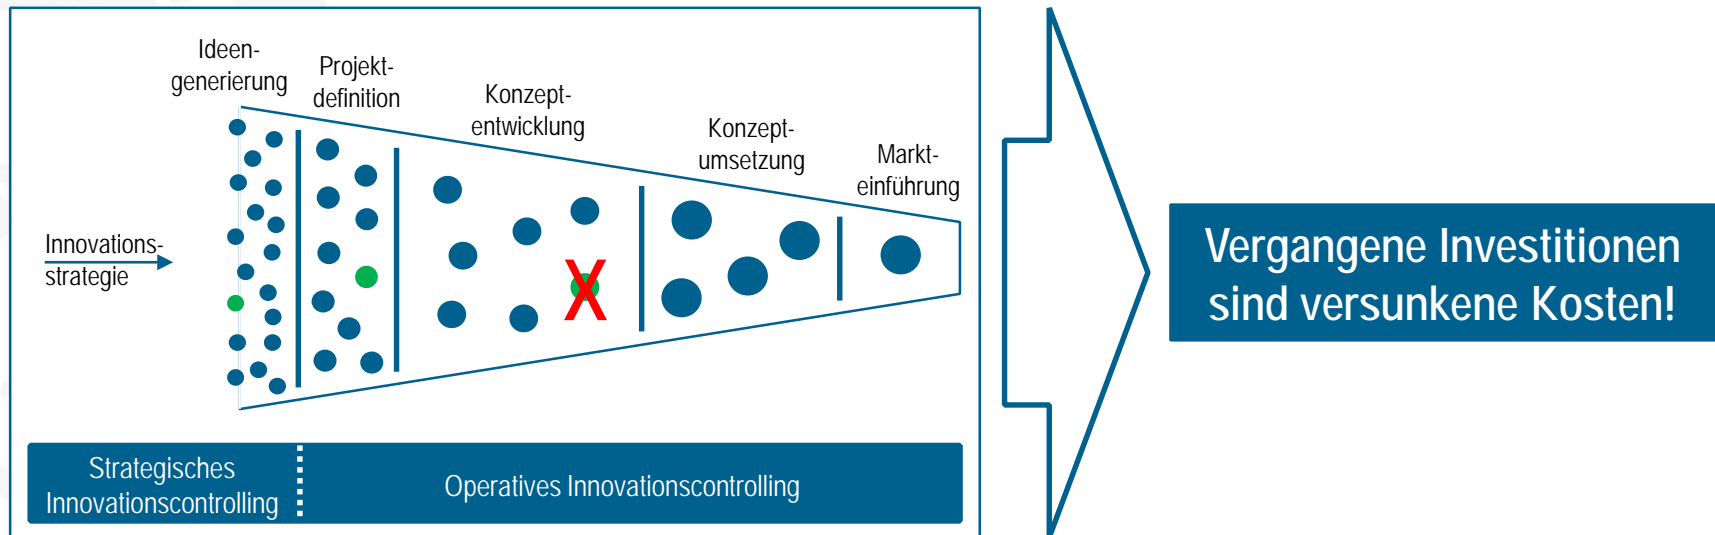 Ideen-
generierung
Projekt-
definition
Konzept-
entwicklung
Konzept-
umsetzung
Markt-
einführung
Innovations-
strategie
X
Strategisches
Innovationscontrolling
Operatives Innovationscontrolling
Vergangene Investitionen
sind versunkene Kosten!